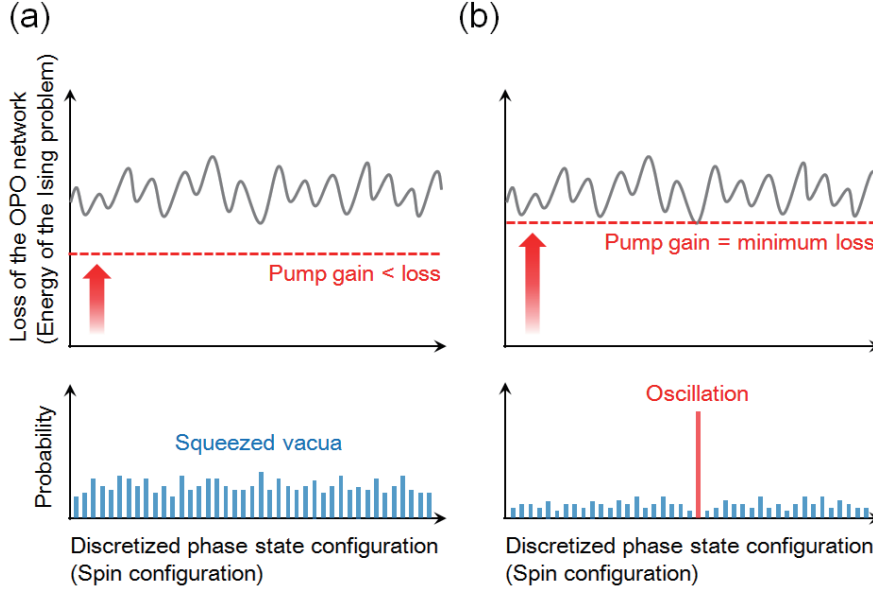 (a)
(b)
Loss of the OPO network
(Energy of the Ising problem)
Pump gain < loss
Pump gain = minimum loss
Probability
Squeezed vacua
Oscillation
Discretized phase state configuration
(Spin configuration)
Discretized phase state configuration
(Spin configuration)